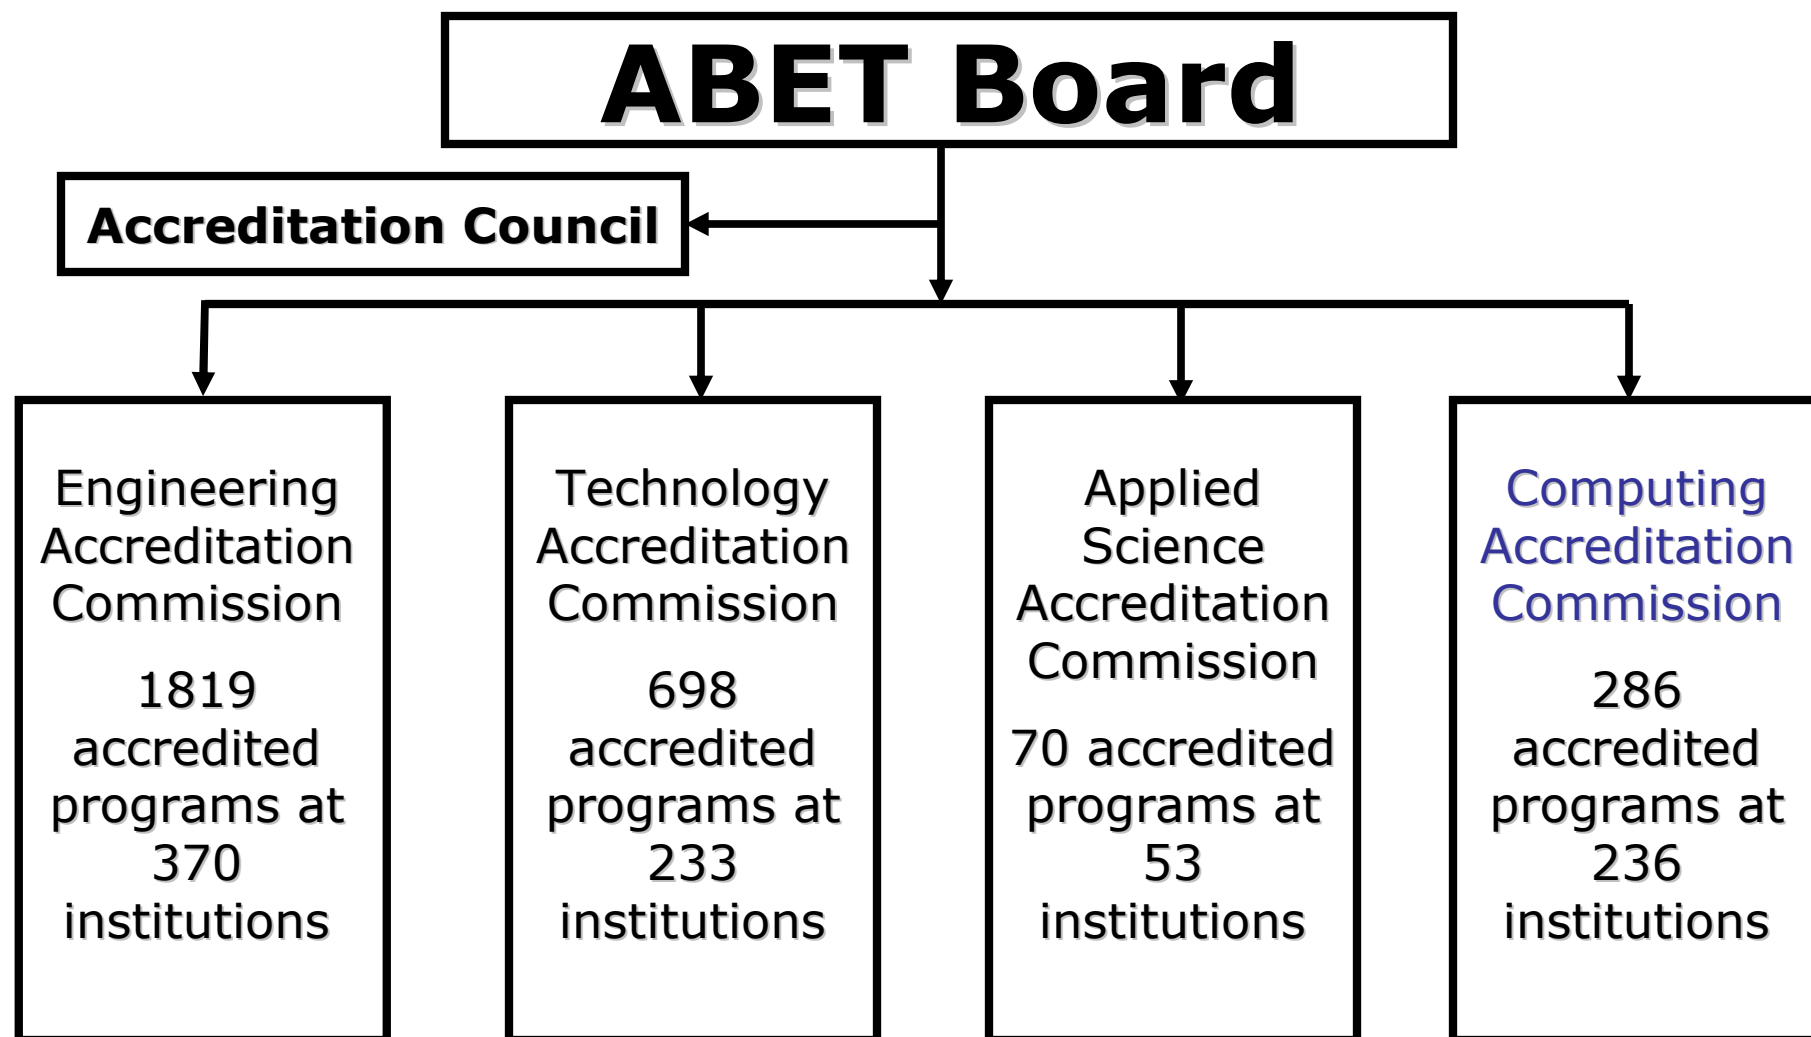 ABET Board
Accreditation Council
Engineering
Accreditation
Commission
1819
accredited
programs at
370
institutions
Technology
Accreditation
Commission
698
accredited
programs at
233
institutions
Applied
Science
Accreditation
Commission
70 accredited
programs at
53
institutions
Computing
Accreditation
Commission
286
accredited
programs at
236
institutions